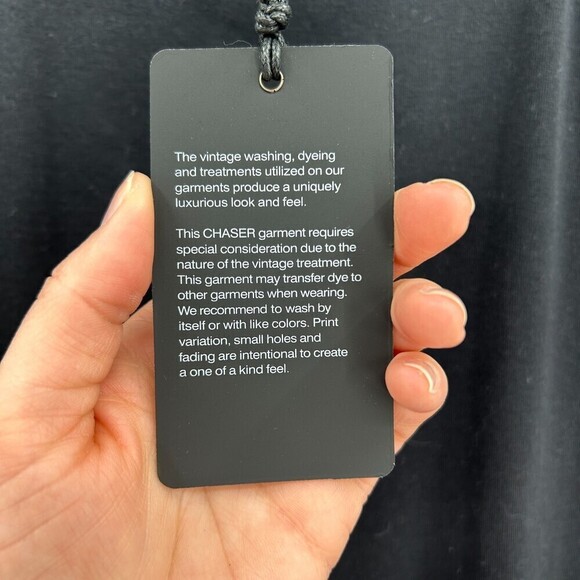 The vintage washing, dyeing
and treatments utilized on our
garments produce a uniquely
luxurious look and feel.
This CHASER garment requires
special consideration due to the
nature of the vintage treatment.
This garment may transfer dye to
other garments when wearing.
We recommend to wash by
itself or with like colors. Print
variation, small holes and
fading are intentional to create
a one of a kind feel.